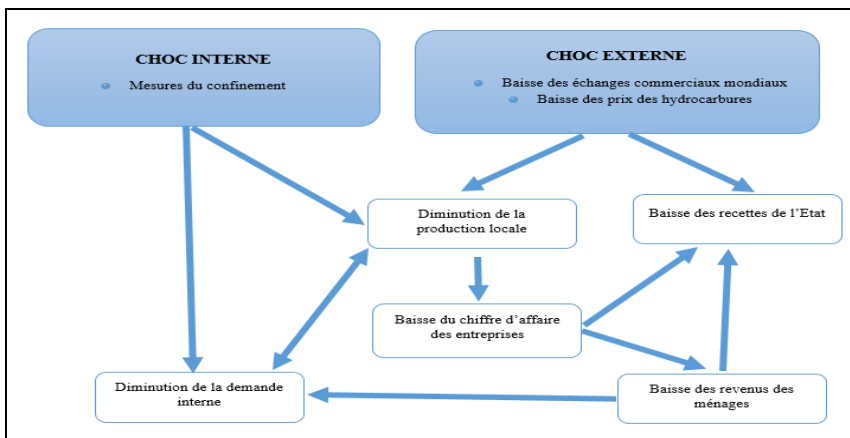 CHOC INTERNE
Mesures du confinement
CHOC EXTERNE
Baisse des échanges commerciaux mondiaux
Baisse des prix des hydrocarbures
Diminution de la
production locale
Baisse des recettes de l'Etat
Baisse du chiffre d'affaire
des entreprises
Diminution de la demande
interne
Baisse des revenus des
ménages